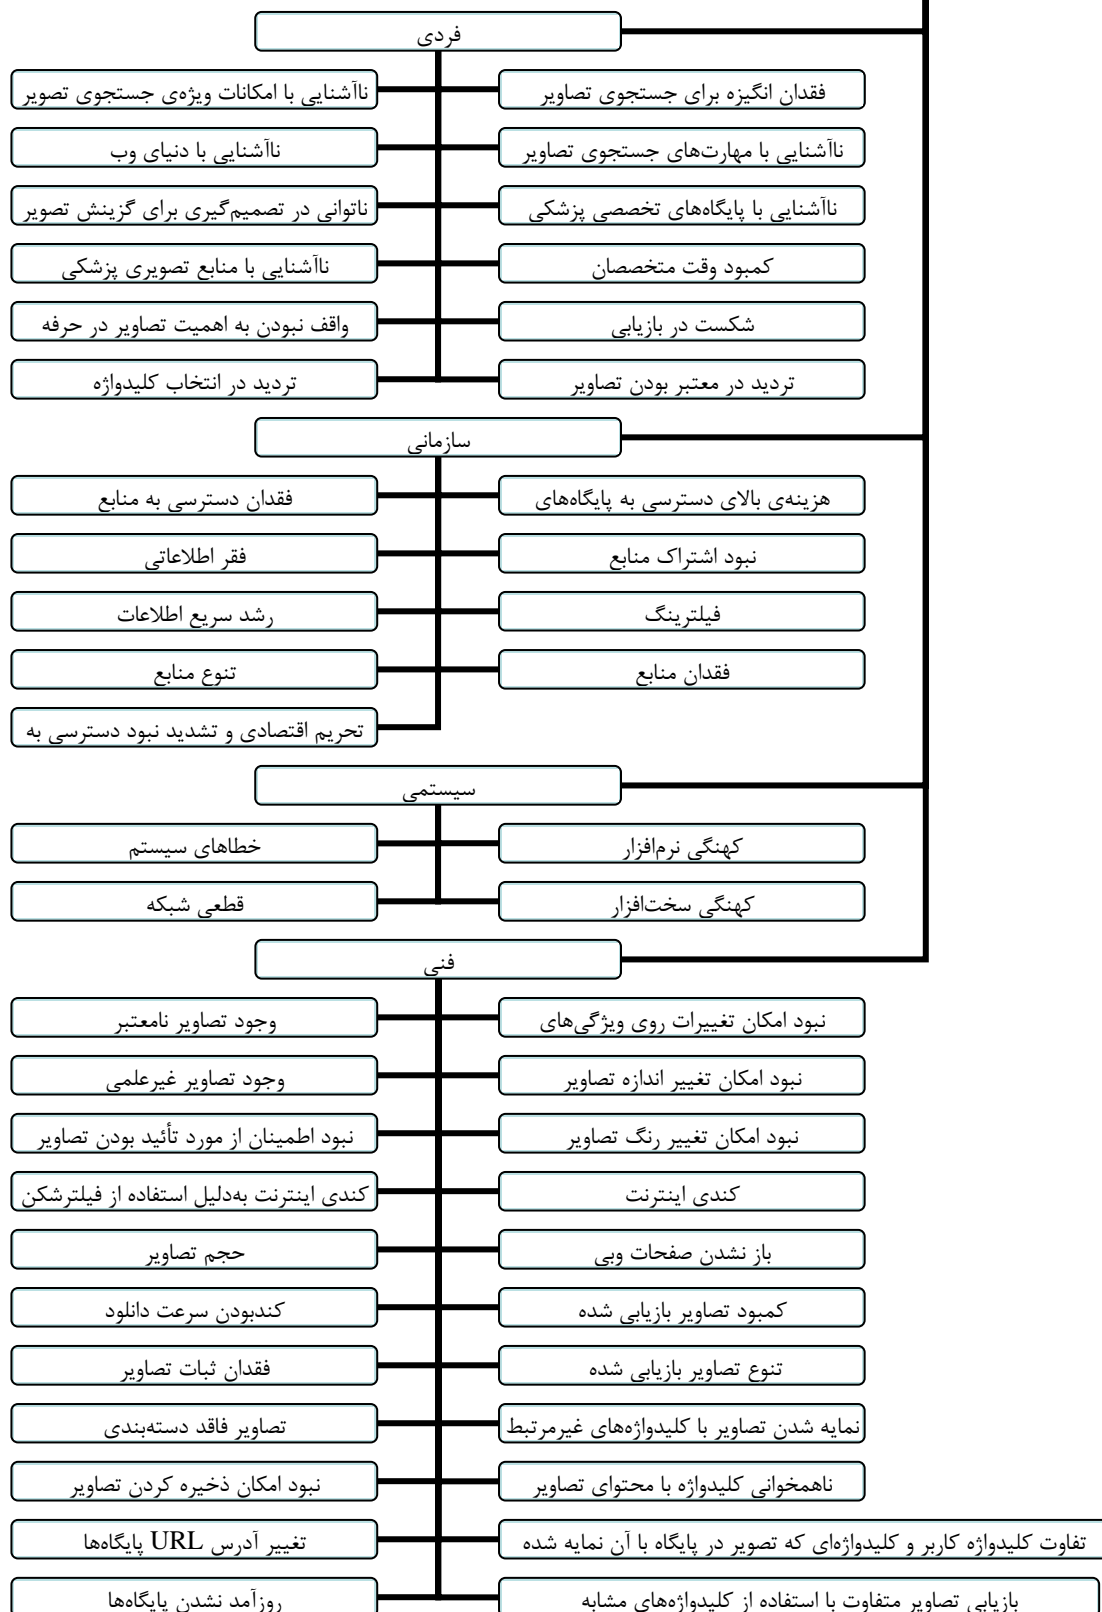 فردی
فقدان انگیزه برای جستجوی تصاویر
ناآشنایی با امکانات ویژه‌ی جستجوی تصویر
ناآشنایی با مهارت‌های جستجوی تصاویر
ناآشنایی با دنیای وب
ناآشنایی با پایگاه‌های تخصصی پزشکی
ناتوانی در تصمیم‌گیری برای گزینش تصویر
کمبود وقت متخصصان
ناآشنایی با منابع تصویری پزشکی
شکست در بازیابی
واقف نبودن به اهمیت تصاویر در حرفه
تردید در معتبر بودن تصاویر
تردید در انتخاب کلیدواژه
سازمانی
هزینه‌ی بالای دسترسی به پایگاه‌های
فقدان دسترسی به منابع
نبود اشتراک منابع
فقر اطلاعاتی
فیلترینگ
رشد سریع اطلاعات
فقدان منابع
تنوع منابع
تحریم اقتصادی و تشدید نبود دسترسی به
سیستمی
کهنگی نرم‌افزار
خطاهای سیستم
کهنگی سخت‌افزار
قطعی شبکه
فنی
نبود امکان تغییرات روی ویژگی‌های
وجود تصاویر نامعتبر
نبود امکان تغییر اندازه تصاویر
وجود تصاویر غیرعلمی
نبود امکان تغییر رنگ تصاویر
نبود اطمینان از مورد تأئید بودن تصاویر
کندی اینترنت
کندی اینترنت به‌دلیل استفاده از فیلترشکن
باز نشدن صفحات وبی
حجم تصاویر
کمبود تصاویر بازیابی شده
کندبودن سرعت دانلود
تنوع تصاویر بازیابی شده
فقدان ثبات تصاویر
نمایه شدن تصاویر با کلیدواژه‌های غیرمرتبط
تصاویر فاقد دسته‌بندی
ناهمخوانی کلیدواژه با محتوای تصاویر
نبود امکان ذخیره کردن تصاویر
تفاوت کلیدواژه کاربر و کلیدواژه‌ای که تصویر در پایگاه با آن نمایه شده
تغییر آدرس URL پایگاه‌ها
بازیابی تصاویر متفاوت با استفاده از کلیدواژه‌های مشابه
روزآمد نشدن پایگاه‌ها